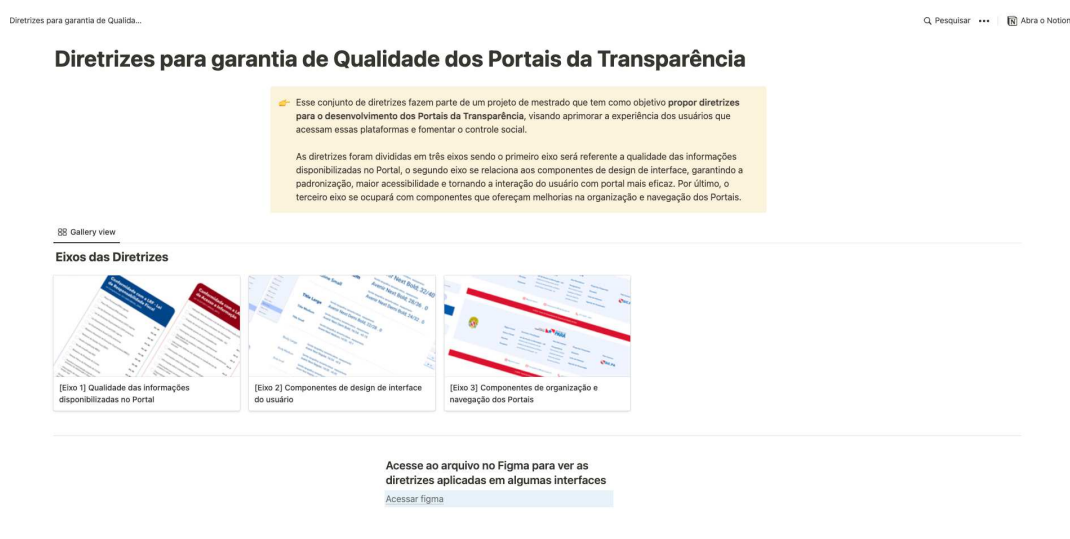 Diretrizes para garantia de Qualida...
Pesquisar
Abra o Notion
Diretrizes para garantia de Qualidade dos Portais da Transparência
Esse conjunto de diretrizes fazem parte de um projeto de mestrado que tem como objetivo propor diretrizes
para o desenvolvimento dos Portais da Transparência, visando aprimorar a experiência dos usuários que
acessam essas plataformas e fomentar o controle social.
As diretrizes foram divididas em três eixos sendo o primeiro eixo será referente a qualidade das informações
disponibilizadas no Portal, o segundo eixo se relaciona aos componentes de design de interface, garantindo a
padronização, maior acessibilidade e tornando a interação do usuário com portal mais eficaz. Por último, o
terceiro eixo se ocupará com componentes que ofereçam melhorias na organização e navegação dos Portais.
Gallery view
Eixos das Diretrizes
[Eixo 1] Qualidade das informações
disponibilizadas no Portal
[Eixo 2] Componentes de design de interface
do usuário
[Eixo 3] Componentes de organização e
navegação dos Portais
Acesse ao arquivo no Figma para ver as
diretrizes aplicadas em algumas interfaces
Acessar figma